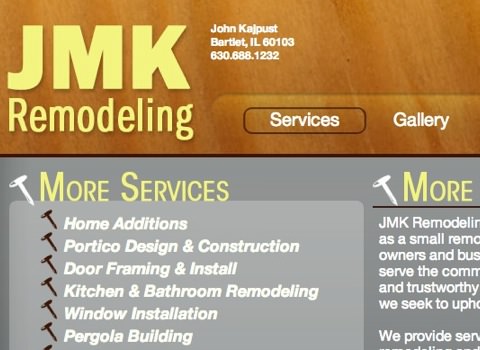 JMK
Remodeling
John Kajpust
Bartlet, IL 60103
630.688.1232
Services
Gallery
More Services
Home Additions
Portico Design & Construction
Door Framing & Install
Kitchen & Bathroom Remodeling
Window Installation
Pergola Building
More
JMK Remodelin
as a small remo
owners and bus
serve the comm
and trustworthy
we seek to upho
We provide serv